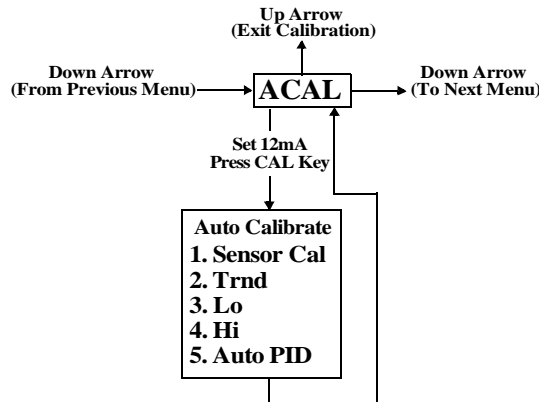 Up Arrow
(Exit Calibration)
Down Arrow
(From Previous Menu)
ACAL
Down Arrow
(To Next Menu)
Set 12mA
Press CAL Key
Auto Calibrate
1. Sensor Cal
2. Trnd
3. Lo
4. Hi
5. Auto PID